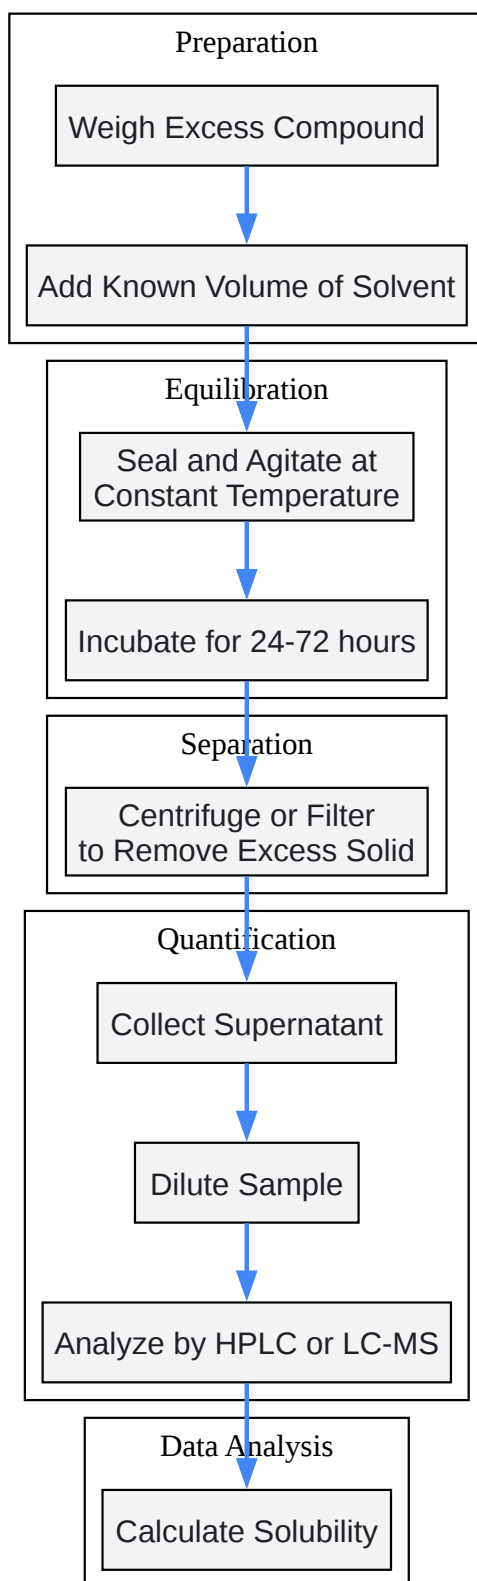 Preparation
Weigh Excess Compound
Add Known Volume of Solvent
Equilibration
Seal and Agitate at
Constant Temperature
Incubate for 24-72 hours
Separation
Centrifuge or Filter
to Remove Excess Solid
Quantification
Collect Supernatant
Dilute Sample
Analyze by HPLC or LC-MS
Data Analysis
Calculate Solubility